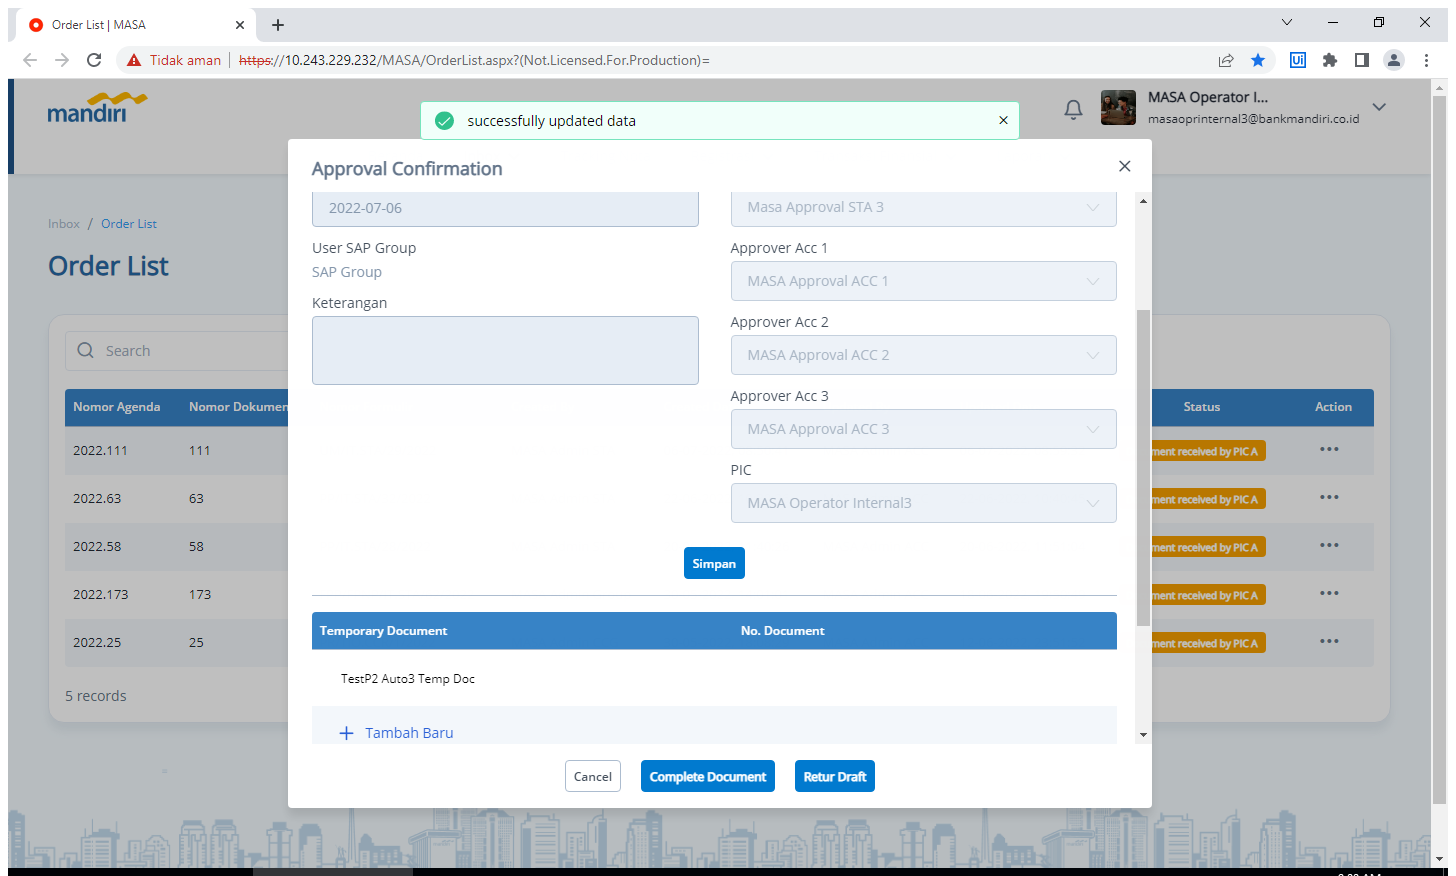 Order List | MASA
Tidak aman
https://10.243.229.232/MASA/OrderList.aspx?(Not.Licensed.For.Production)=
mandiri
successfully updated data
MASA Operator I...
masaoprinternal3@bankmandiri.co.id
Approval Confirmation
Inbox / Order List
Order List
Search
Nomor Agenda
Nomor Dokumen
Status
Action
2022.111
111
ment received by PIC A
2022.63
63
ment received by PIC A
2022.58
58
ment received by PIC A
2022.173
173
ment received by PIC A
2022.25
25
ment received by PIC A
5 records
2022-07-06
User SAP Group
SAP Group
Keterangan
Masa Approval STA 3
Approver Acc 1
MASA Approval ACC 1
Approver Acc 2
MASA Approval ACC 2
Approver Acc 3
MASA Approval ACC 3
PIC
MASA Operator Internal3
Simpan
Temporary Document
No. Document
TestP2 Auto3 Temp Doc
Tambah Baru
Cancel
Complete Document
Retur Draft